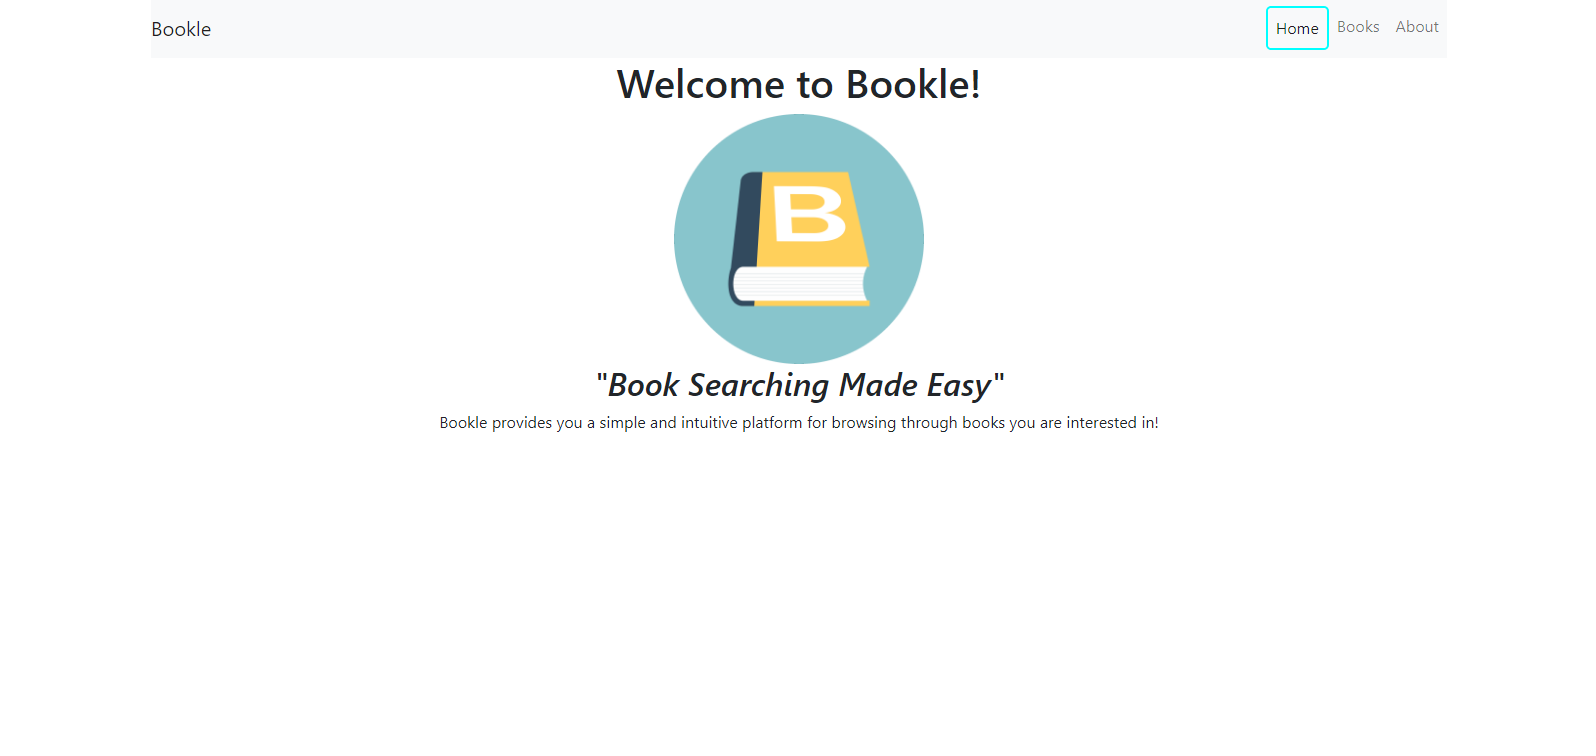 Bookle Home Books About
Welcome to Bookle!
B
"Book Searching Made Easy"
Bookle provides you a simple and intuitive platform for browsing through books you are interested in!